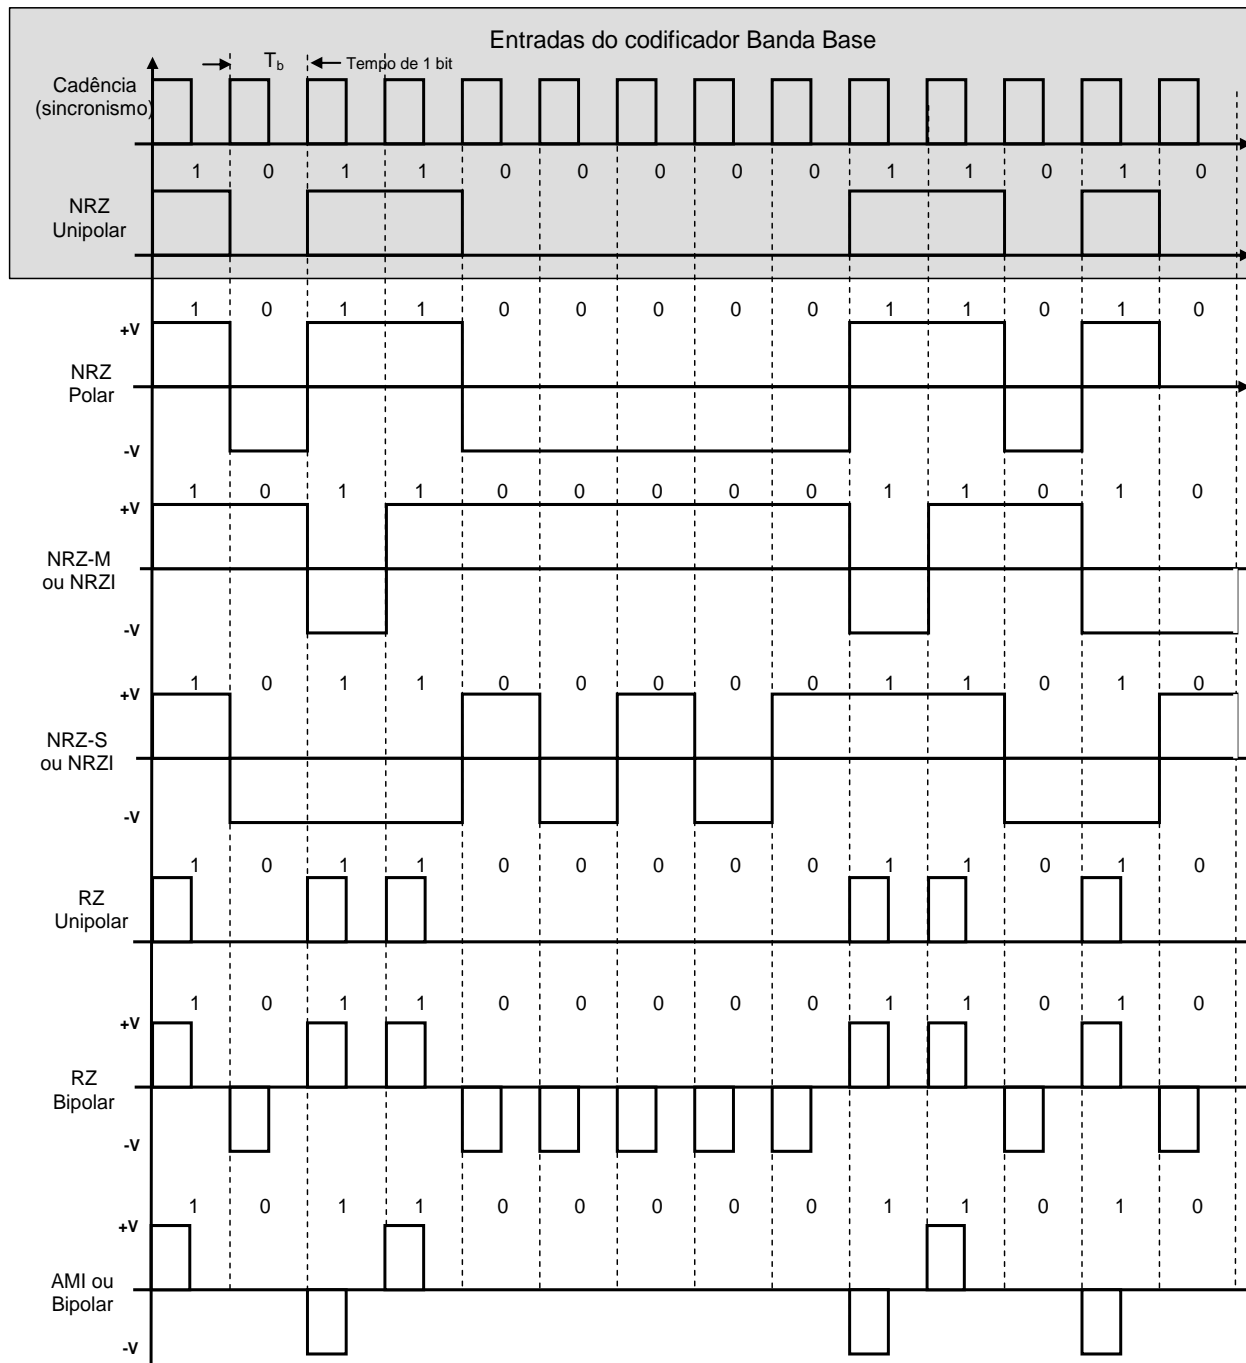 Entradas do codificador Banda Base
T_b Tempo de 1 bit
Cadência
(sincronismo)
1 0 1 1 0 0 0 0 0 1 1 0 1 0
NRZ
Unipolar
1 0 1 1 0 0 0 0 0 1 1 0 1 0
+V
NRZ
Polar
-V
1 0 1 1 0 0 0 0 0 1 1 0 1 0
+V
NRZ-M
ou NRZI
-V
1 0 1 1 0 0 0 0 0 1 1 0 1 0
+V
NRZ-S
ou NRZI
-V
1 0 1 1 0 0 0 0 0 1 1 0 1 0
RZ
Unipolar
1 0 1 1 0 0 0 0 0 1 1 0 1 0
+V
RZ
Bipolar
-V
1 0 1 1 0 0 0 0 0 1 1 0 1 0
+V
AMI ou
Bipolar
-V